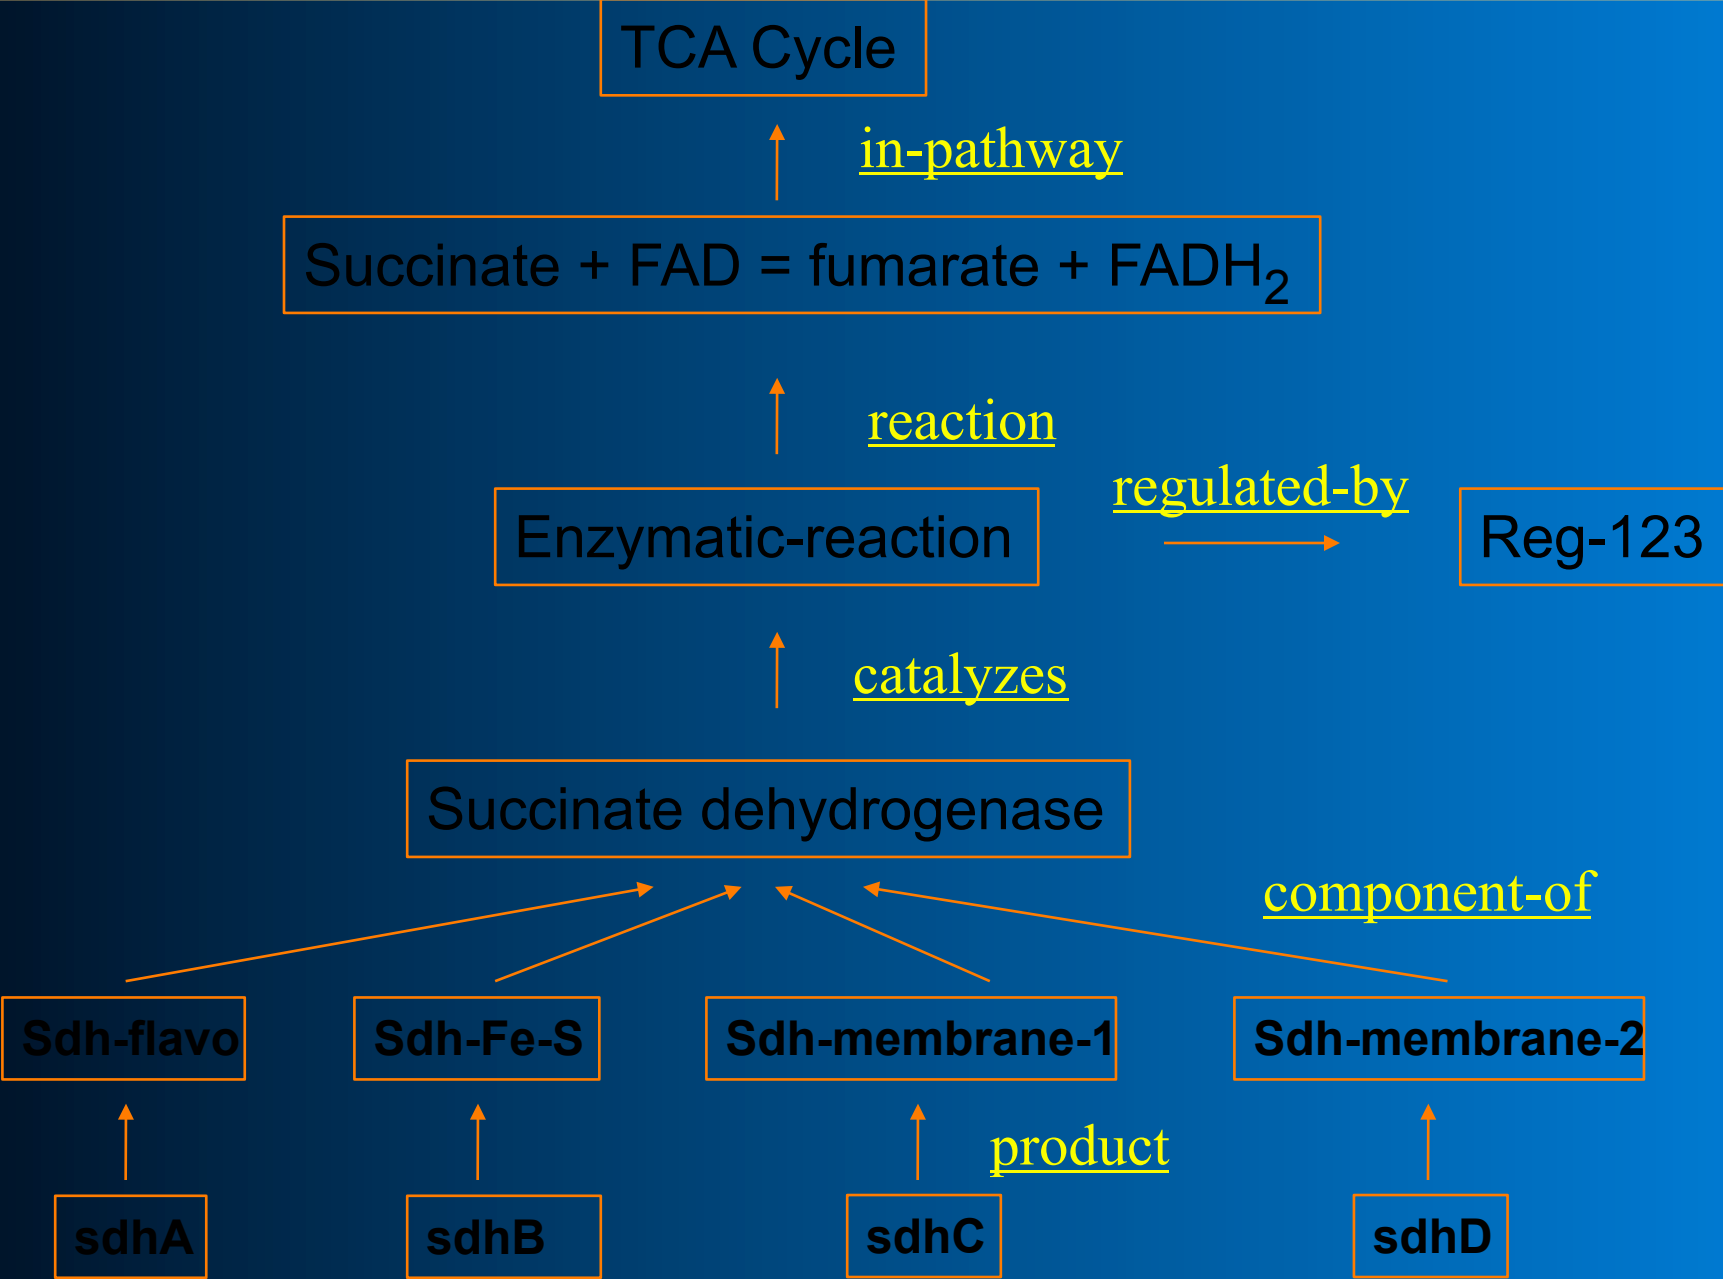 TCA Cycle
in-pathway
Succinate + FAD = fumarate + FADH₂
reaction
regulated-by
Enzymatic-reaction
Reg-123
catalyzes
Succinate dehydrogenase
component-of
Sdh-flavo
Sdh-Fe-S
Sdh-membrane-1
Sdh-membrane-2
product
sdhA
sdhB
sdhC
sdhD